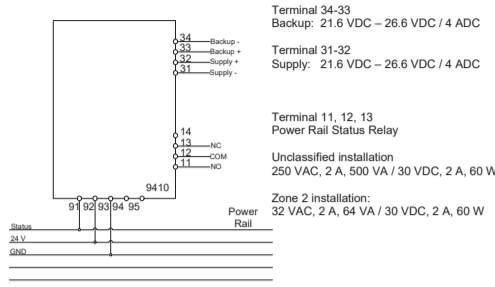 34 Backup -
33 Backup +
32 Supply +
31 Supply -
14
13 NC
12 COM
11 NO
9410
91 92 93 94 95
Power
Rail
Status
24 V
GND
Terminal 34-33
Backup: 21.6 VDC – 26.6 VDC / 4 ADC
Terminal 31-32
Supply: 21.6 VDC – 26.6 VDC / 4 ADC
Terminal 11, 12, 13
Power Rail Status Relay
Unclassified installation
250 VAC, 2 A, 500 VA / 30 VDC, 2 A, 60 W
Zone 2 installation:
32 VAC, 2 A, 64 VA / 30 VDC, 2 A, 60 W